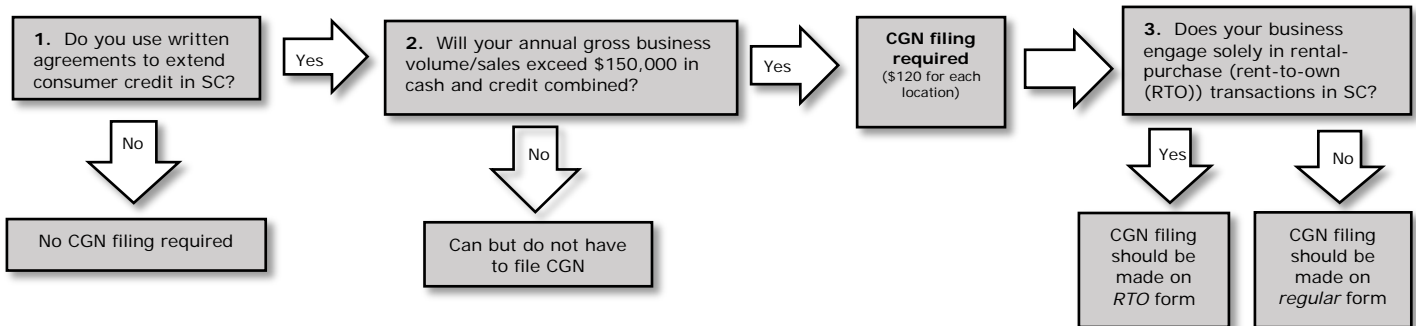 1. Do you use written
agreements to extend
consumer credit in SC?
Yes
2. Will your annual gross business
volume/sales exceed $150,000 in
cash and credit combined?
Yes
CGN filing
required
($120 for each
location)
3. Does your business
engage solely in rental-
purchase (rent-to-own
(RTO)) transactions in SC?
No
No
Yes
No
No CGN filing required
Can but do not have
to file CGN
CGN filing
should be
made on
RTO form
CGN filing
should be
made on
regular form